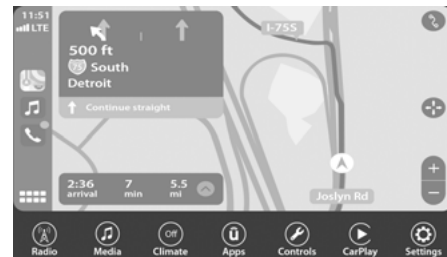 11:51
LTE
500 ft
75 South
Detroit
Continue straight
2:36 7 5.5
arrival min mi
I-75S
Joslyn Rd
+
−
Radio Media Off Climate Apps Controls CarPlay Settings